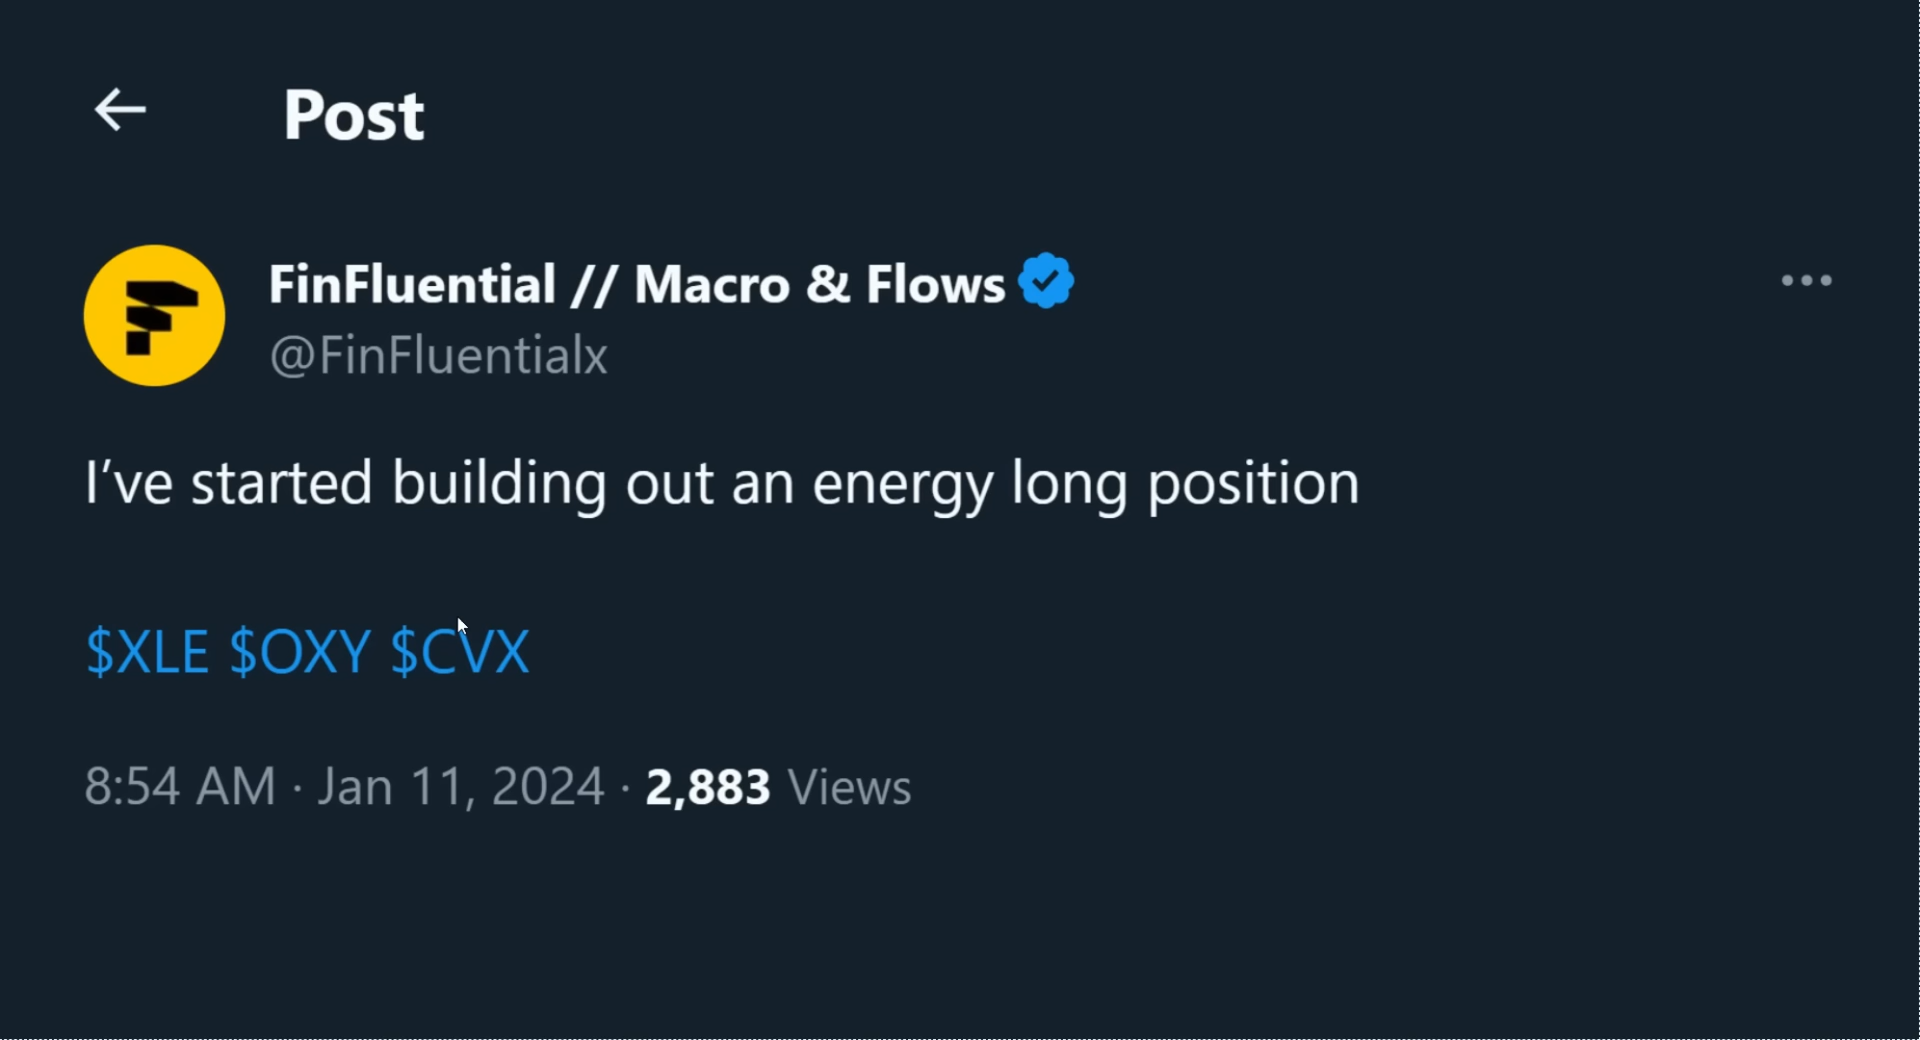 Post
FinFluential // Macro & Flows
@FinFluentialx
I’ve started building out an energy long position
$XLE $OXY $CVX
8:54 AM · Jan 11, 2024 · 2,883 Views